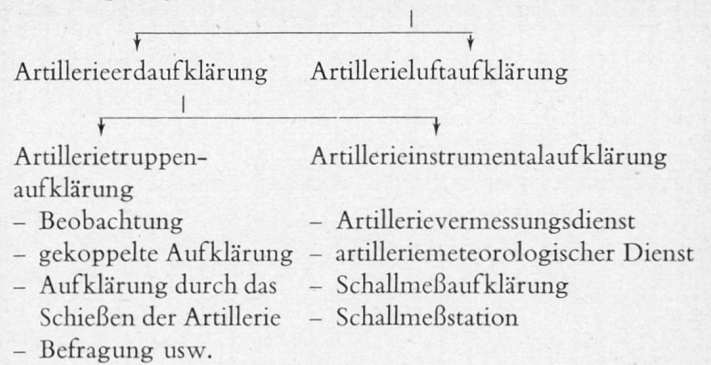 Artillerieerdaufklärung Artillerieluftaufklärung
Artillerietruppen- Artillerieinstrumentalaufklärung
aufklärung
– Beobachtung – Artillerievermessungsdienst
– gekoppelte Aufklärung – artilleriemeteorologischer Dienst
– Aufklärung durch das – Schallmeßaufklärung
Schießen der Artillerie – Schallmeßstation
– Befragung usw.